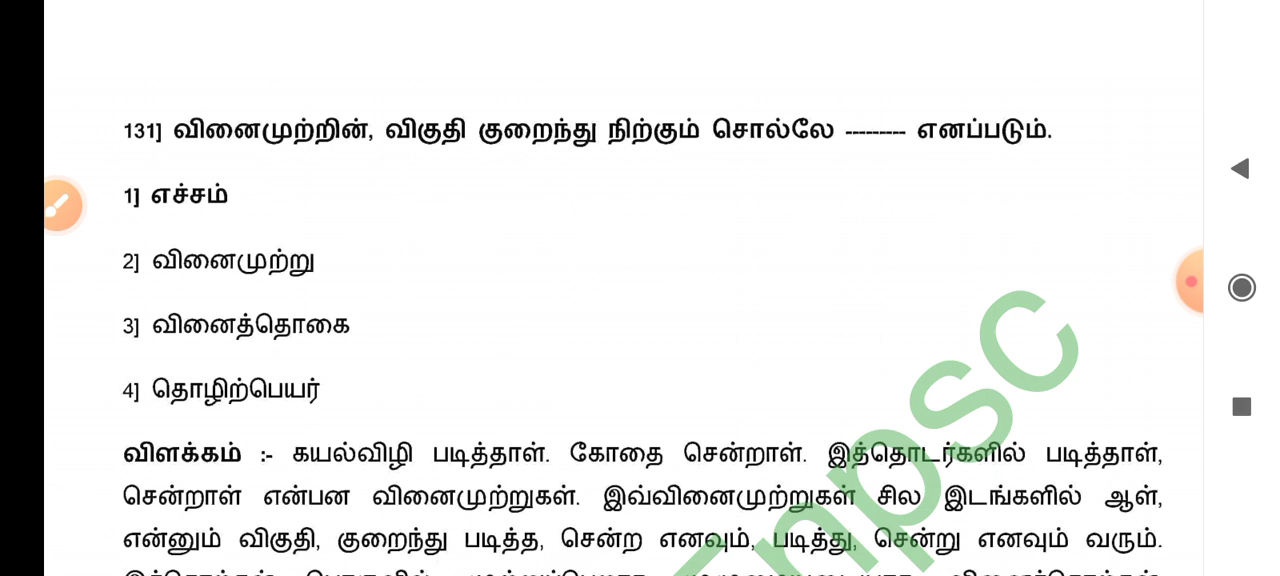 131] வினைமுற்றின், விகுதி குறைந்து நிற்கும் சொல்லே --------- எனப்படும்.
1] எச்சம்
2] வினைமுற்று
3] வினைத்தொகை
4] தொழிற்பெயர்
விளக்கம் :- கயல்விழி படித்தாள். கோதை சென்றாள். இத்தொடர்களில் படித்தாள்,
சென்றாள் என்பன வினைமுற்றுகள். இவ்வினைமுற்றுகள் சில இடங்களில் ஆள்,
என்னும் விகுதி, குறைந்து படித்த, சென்ற எனவும், படித்து, சென்று எனவும் வரும்.
npsc